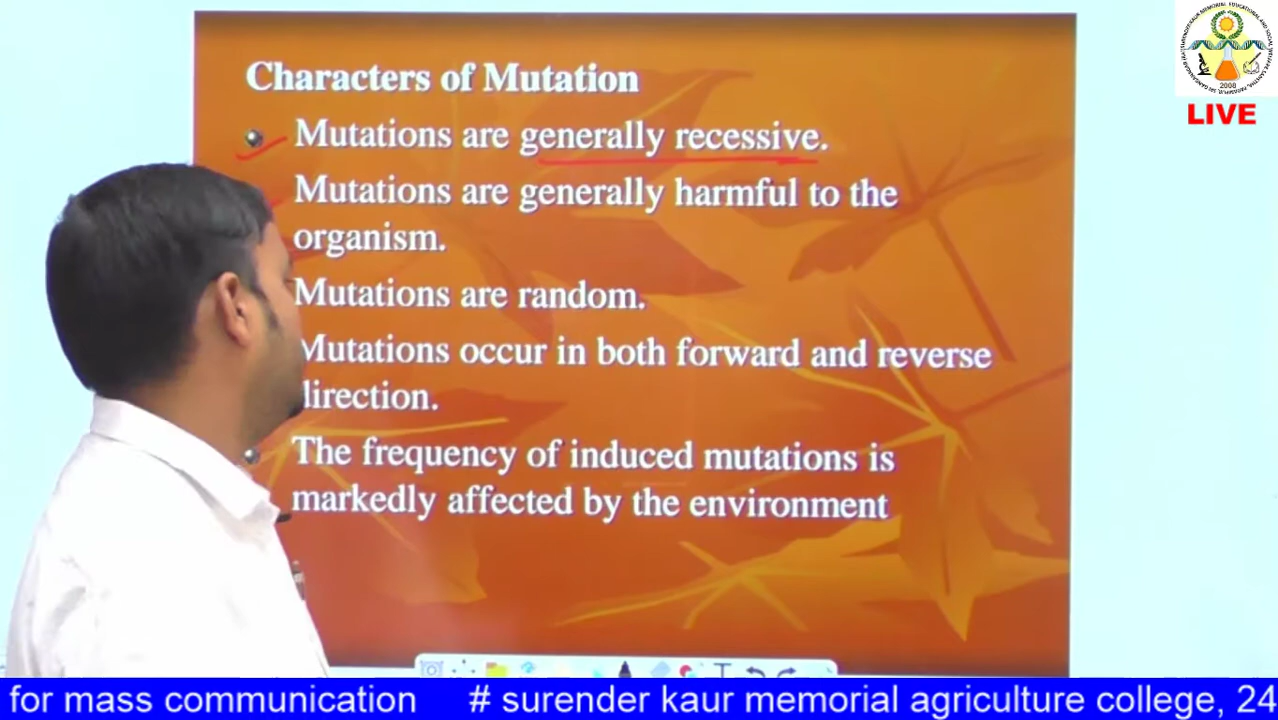 Characters of Mutation
Mutations are generally recessive.
Mutations are generally harmful to the
organism.
Mutations are random.
Mutations occur in both forward and reverse
direction.
The frequency of induced mutations is
markedly affected by the environment
2008
LIVE
for mass communication # surender kaur memorial agriculture college, 24